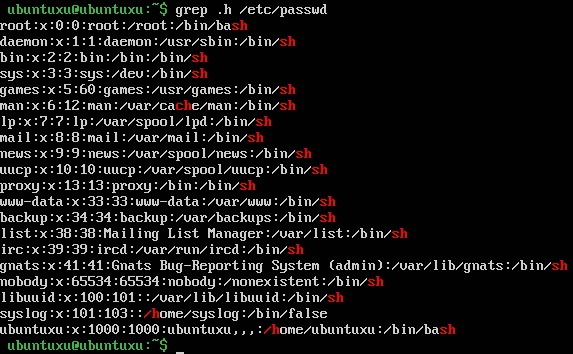 ubuntuxu@ubuntuxu:~$ grep .h /etc/passwd
root:x:0:0:root:/root:/bin/bash
daemon:x:1:1:daemon:/usr/sbin:/bin/sh
bin:x:2:2:bin:/bin:/bin/sh
sys:x:3:3:sys:/dev:/bin/sh
games:x:5:60:games:/usr/games:/bin/sh
man:x:6:12:man:/var/cache/man:/bin/sh
lp:x:7:7:lp:/var/spool/lpd:/bin/sh
mail:x:8:8:mail:/var/mail:/bin/sh
news:x:9:9:news:/var/spool/news:/bin/sh
uucp:x:10:10:uucp:/var/spool/uucp:/bin/sh
proxy:x:13:13:proxy:/bin:/bin/sh
www-data:x:33:33:www-data:/var/www:/bin/sh
backup:x:34:34:backup:/var/backups:/bin/sh
list:x:38:38:Mailing List Manager:/var/list:/bin/sh
irc:x:39:39:ircd:/var/run/ircd:/bin/sh
gnats:x:41:41:Gnats Bug-Reporting System (admin):/var/lib/gnats:/bin/sh
nobody:x:65534:65534:nobody:/nonexistent:/bin/sh
libuuid:x:100:101::/var/lib/libuuid:/bin/sh
syslog:x:101:103::/home/syslog:/bin/false
ubuntuxu:x:1000:1000:ubuntuxu,,,:/home/ubuntuxu:/bin/bash
ubuntuxu@ubuntuxu:~$ _